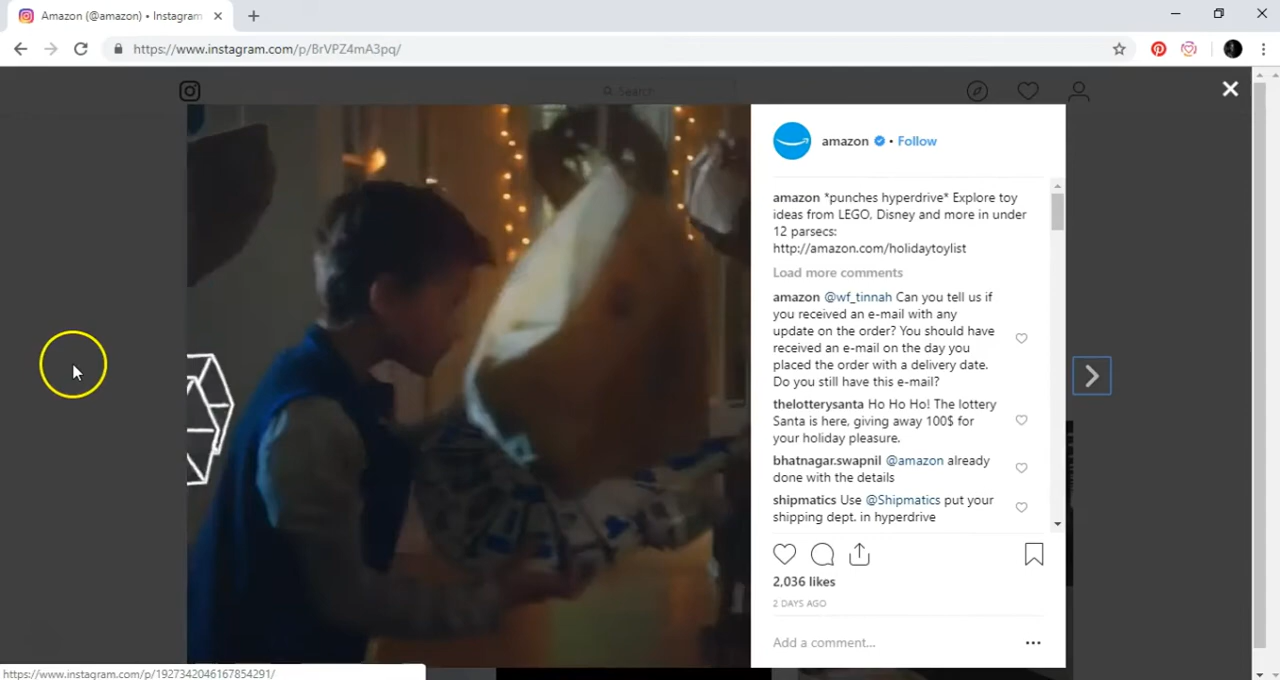 Amazon (@amazon) • Instagram
https://www.instagram.com/p/BrVPZ4mA3pq/
Search
amazon • Follow
amazon *punches hyperdrive* Explore toy
ideas from LEGO, Disney and more in under
12 parsecs:
http://amazon.com/holidaytoylist
Load more comments
amazon @wf_tinnah Can you tell us if
you received an e-mail with any
update on the order? You should have
received an e-mail on the day you
placed the order with a delivery date.
Do you still have this e-mail?
thelotterysanta Ho Ho Ho! The lottery
Santa is here, giving away 100$ for
your holiday pleasure.
bhatnagar.swapnil @amazon already
done with the details
shipmatics Use @Shipmatics put your
shipping dept. in hyperdrive
2,036 likes
2 DAYS AGO
Add a comment...
https://www.instagram.com/p/1927342046167854291/